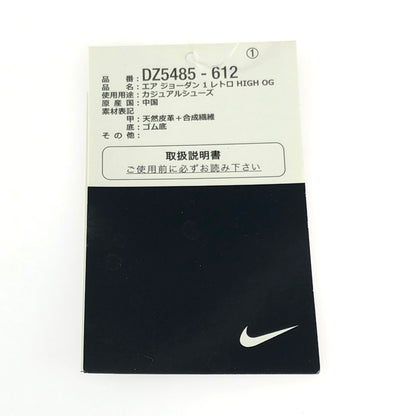 ①
品番：DZ5485 - 612
品名：エア ジョーダン 1 レトロ HIGH OG
使用用途：カジュアルシューズ
原産国：中国
素材表記
甲：天然皮革＋合成繊維
底：ゴム底
その他：
取扱説明書
ご使用前に必ずお読み下さい